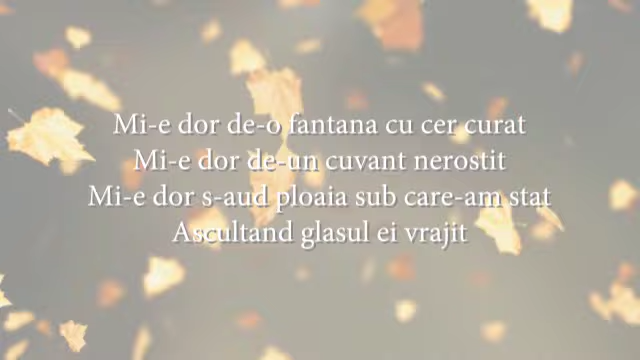 Mi-e dor de-o fantana cu cer curat
Mi-e dor de-un cuvant nerostit
Mi-e dor s-aud ploaia sub care-am stat
Ascultand glasul ei vrajit